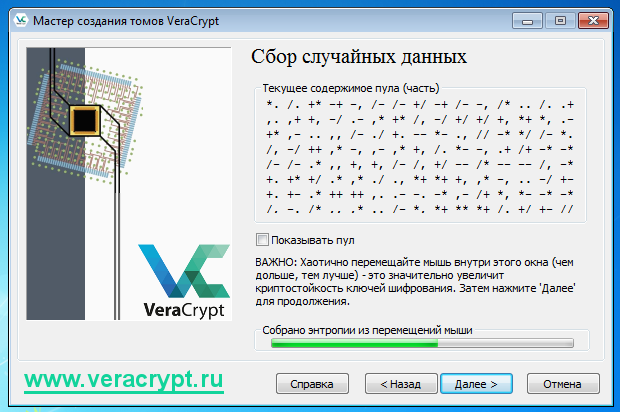 Мастер создания томов VeraCrypt
Сбор случайных данных
Текущее содержимое пула (часть)
*. /. +* -+ -, /- /- +/ -+ /- -, /* .. /. .+
,. ,+ +, -/ .- ,* +* /, -/ +/ +/ +, *+ *, .-
+* ,- .. ,, /- ./ +. -- *- ., // -* */ /- *.
/, -/ ++ ,* -, ,- ,* +, /. *- -, .+ /+ -* -*
/- /- .* ,, +, +, /- /, +/ -- /* -- -- /, -*
+. +* +/ .* ,* ./ ., *+ *+ +, ,* -, .. -/ +-
+. +- .* ++ ++ ,. .- -. -* ,- /+ *, *- -* -*
/. -. /* .. .* .. /- *. *+ ** *+ /. +/ +- //
Показывать пул
ВАЖНО: Хаотично перемещайте мышь внутри этого окна (чем
дольше, тем лучше) - это значительно увеличит
криптостойкость ключей шифрования. Затем нажмите 'Далее'
для продолжения.
VeraCrypt
Собрано энтропии из перемещений мыши
www.veracrypt.ru
Справка
< Назад
Далее >
Отмена